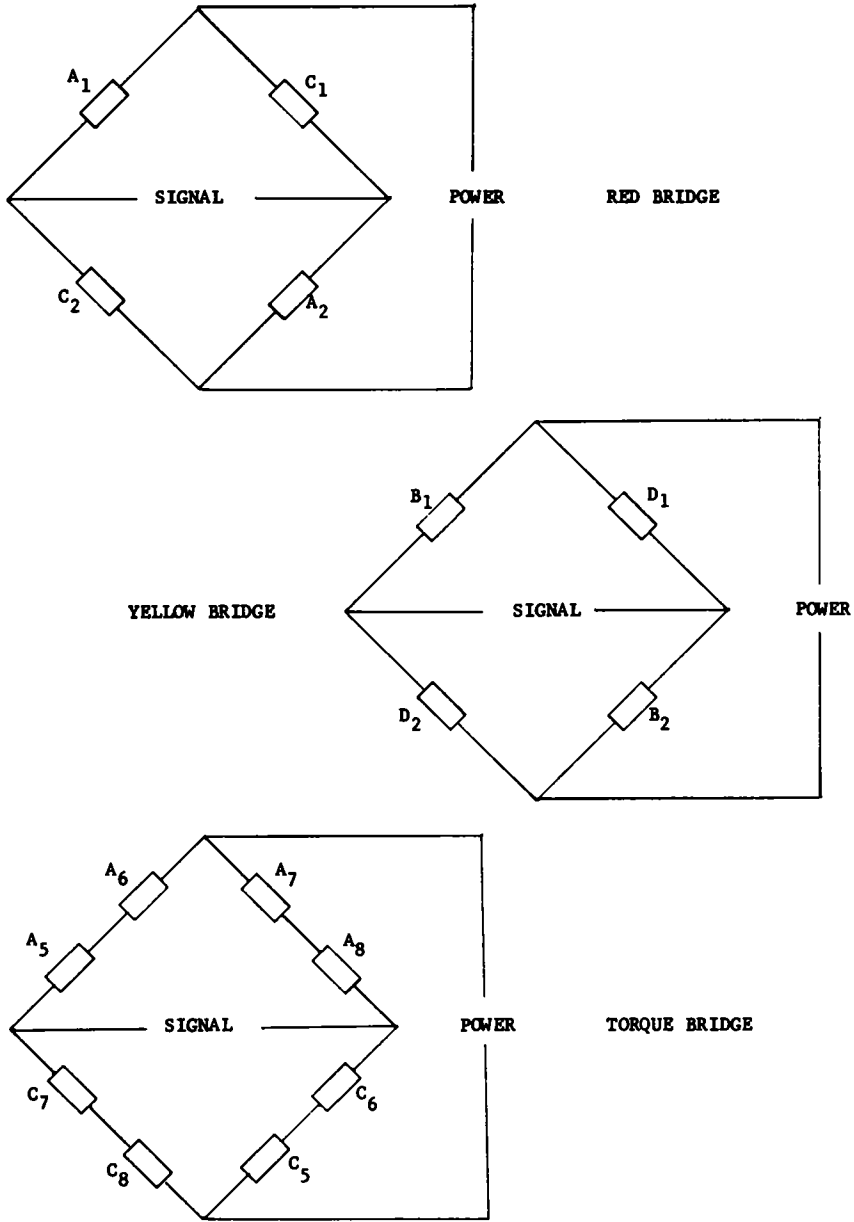 A1
C1
SIGNAL
POWER
RED BRIDGE
C2
A2
B1
D1
YELLOW BRIDGE
SIGNAL
POWER
D2
B2
A6
A7
A5
A8
SIGNAL
POWER
TORQUE BRIDGE
C7
C6
C8
C5